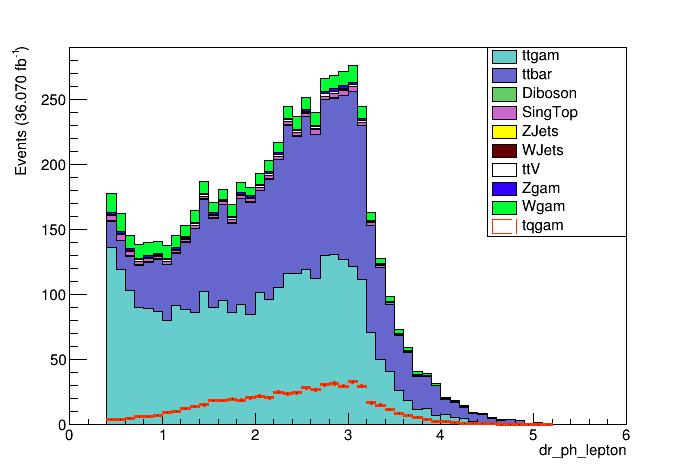 Events (36.070 fb⁻¹)
250
200
150
100
50
0
0 1 2 3 4 5 6
dr_ph_lepton
ttgam
ttbar
Diboson
SingTop
ZJets
WJets
ttV
Zgam
Wgam
tqgam